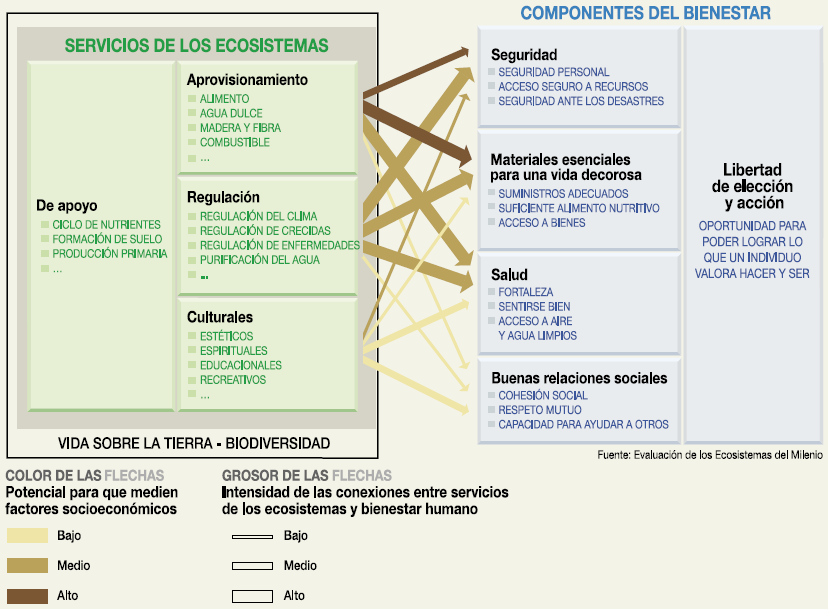 COMPONENTES DEL BIENESTAR
SERVICIOS DE LOS ECOSISTEMAS
De apoyo
CICLO DE NUTRIENTES
FORMACIÓN DE SUELO
PRODUCCIÓN PRIMARIA
...
Aprovisionamiento
ALIMENTO
AGUA DULCE
MADERA Y FIBRA
COMBUSTIBLE
...
Regulación
REGULACIÓN DEL CLIMA
REGULACIÓN DE CRECIDAS
REGULACIÓN DE ENFERMEDADES
PURIFICACIÓN DEL AGUA
...
Culturales
ESTÉTICOS
ESPIRITUALES
EDUCACIONALES
RECREATIVOS
...
VIDA SOBRE LA TIERRA - BIODIVERSIDAD
Seguridad
SEGURIDAD PERSONAL
ACCESO SEGURO A RECURSOS
SEGURIDAD ANTE LOS DESASTRES
Materiales esenciales
para una vida decorosa
SUMINISTROS ADECUADOS
SUFICIENTE ALIMENTO NUTRITIVO
ACCESO A BIENES
Salud
FORTALEZA
SENTIRSE BIEN
ACCESO A AIRE
Y AGUA LIMPIOS
Buenas relaciones sociales
COHESIÓN SOCIAL
RESPETO MUTUO
CAPACIDAD PARA AYUDAR A OTROS
Libertad
de elección
y acción
OPORTUNIDAD PARA
PODER LOGRAR LO
QUE UN INDIVIDUO
VALORA HACER Y SER
Fuente: Evaluación de los Ecosistemas del Milenio
COLOR DE LAS FLECHAS
Potencial para que medien
factores socioeconómicos
Bajo
Medio
Alto
GROSOR DE LAS FLECHAS
Intensidad de las conexiones entre servicios
de los ecosistemas y bienestar humano
Bajo
Medio
Alto